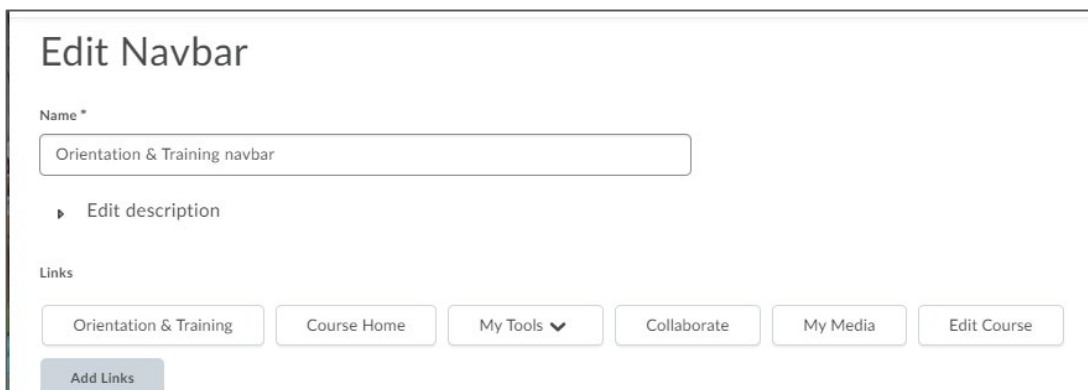 Edit Navbar
Name *
Orientation & Training navbar
Edit description
Links
Orientation & Training Course Home My Tools Collaborate My Media Edit Course
Add Links